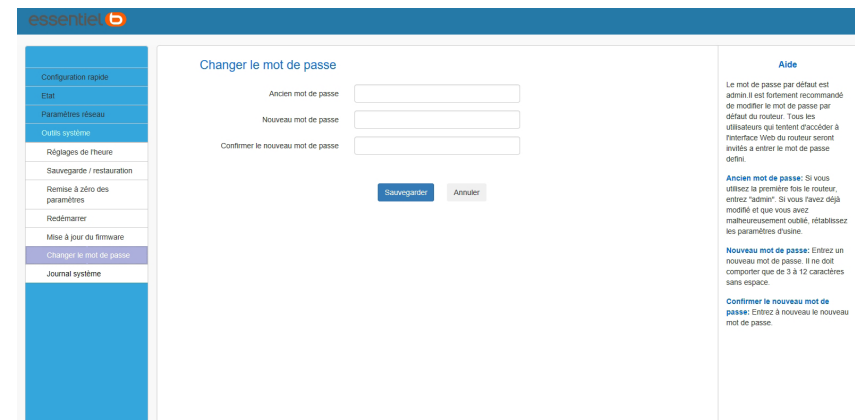 essentiel b
Configuration rapide
Etat
Paramètres réseau
Outils système
Réglages de l'heure
Sauvegarde / restauration
Remise à zéro des
paramètres
Redémarrer
Mise à jour du firmware
Changer le mot de passe
Journal système
Changer le mot de passe
Ancien mot de passe
Nouveau mot de passe
Confirmer le nouveau mot de passe
Sauvegarder Annuler
Aide
Le mot de passe par défaut est
admin.Il est fortement recommandé
de modifier le mot de passe par
défaut du routeur. Tous les
utilisateurs qui tentent d'accéder à
l'interface Web du routeur seront
invités a entrer le mot de passe
defini.
Ancien mot de passe: Si vous
utilisez la première fois le routeur,
entrez "admin". Si vous l'avez déjà
modifié et que vous avez
malheureusement oublié, rétablissez
les paramètres d'usine.
Nouveau mot de passe: Entrez un
nouveau mot de passe. Il ne doit
comporter que de 3 à 12 caractères
sans espace.
Confirmer le nouveau mot de
passe: Entrez à nouveau le nouveau
mot de passe.